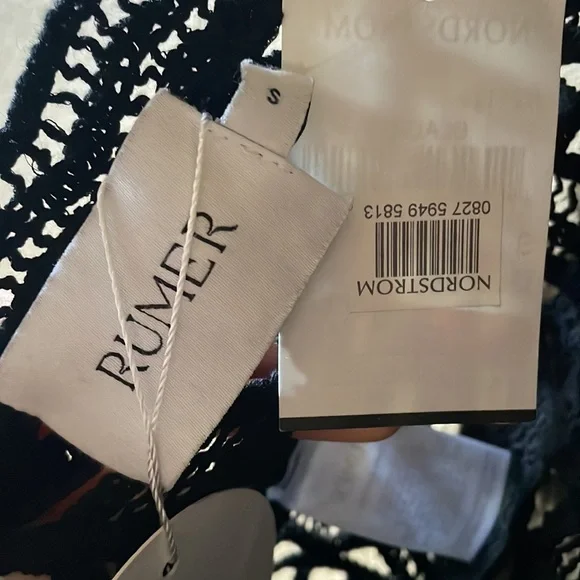 S
RUMER
NORDSTROM
0827 5949 5813
NORDSTROM